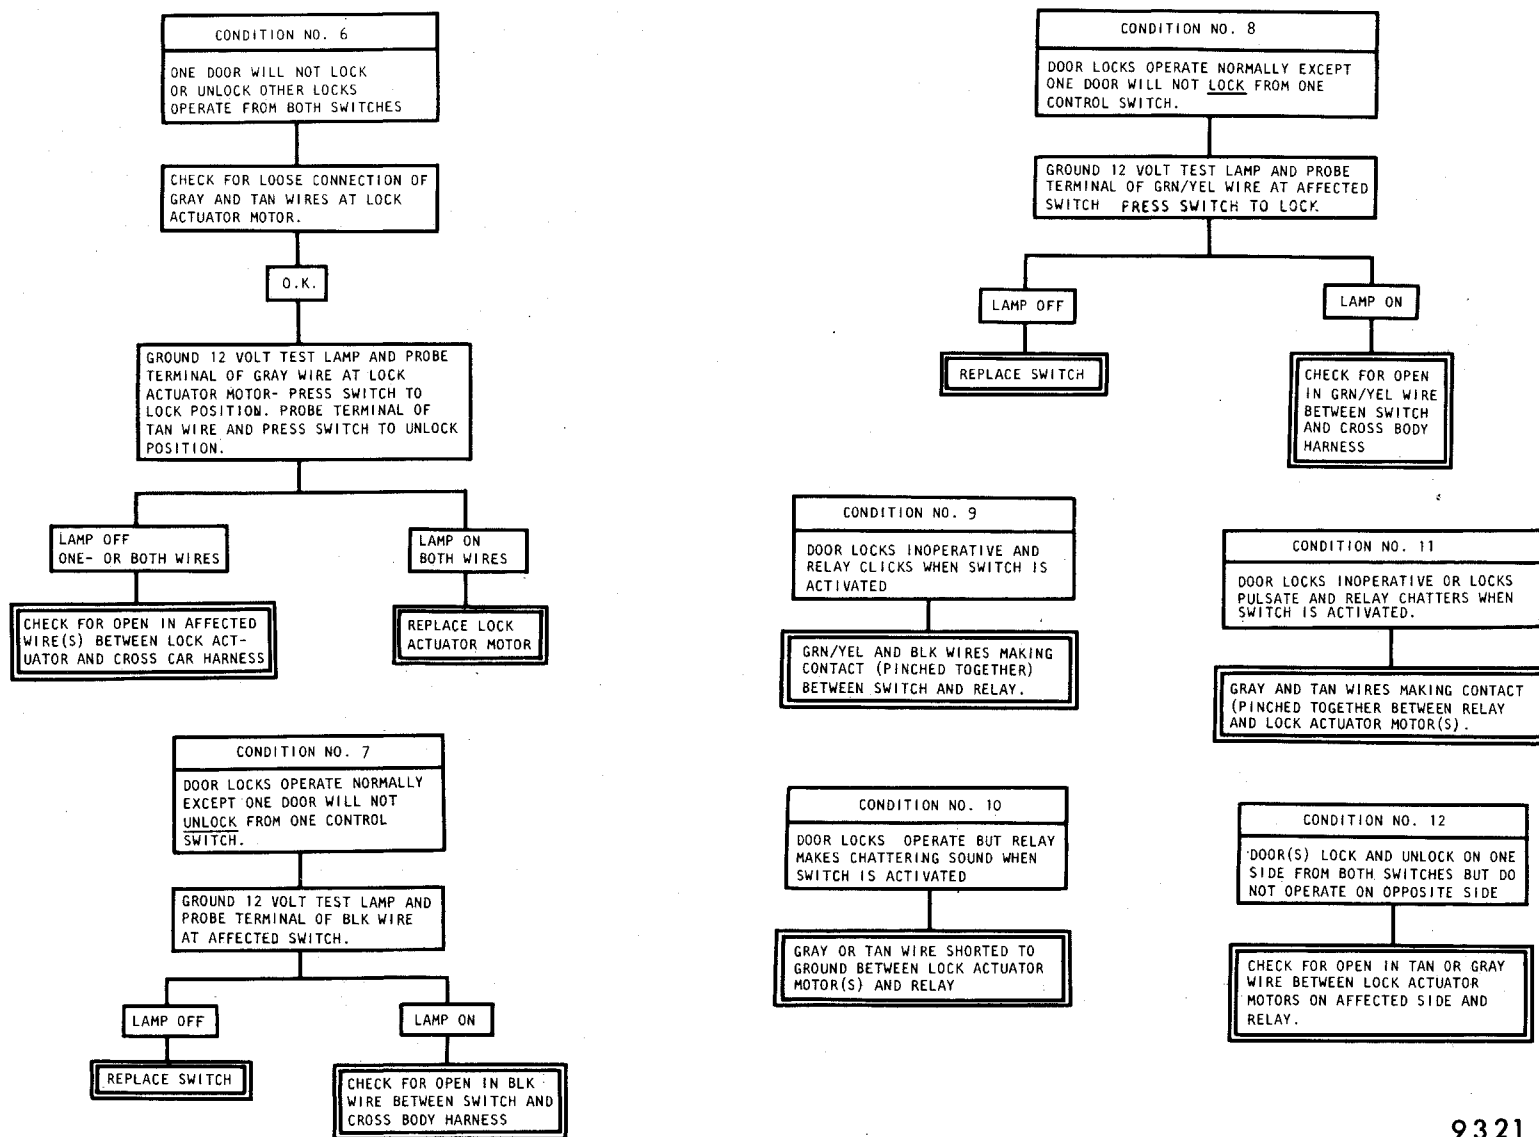 CONDITION NO. 6
ONE DOOR WILL NOT LOCK
OR UNLOCK OTHER LOCKS
OPERATE FROM BOTH SWITCHES
CHECK FOR LOOSE CONNECTION OF
GRAY AND TAN WIRES AT LOCK
ACTUATOR MOTOR.
O.K.
GROUND 12 VOLT TEST LAMP AND PROBE
TERMINAL OF GRAY WIRE AT LOCK
ACTUATOR MOTOR- PRESS SWITCH TO
LOCK POSITION. PROBE TERMINAL OF
TAN WIRE AND PRESS SWITCH TO UNLOCK
POSITION.
LAMP OFF
ONE- OR BOTH WIRES
LAMP ON
BOTH WIRES
CHECK FOR OPEN IN AFFECTED
WIRE(S) BETWEEN LOCK ACT-
UATOR AND CROSS CAR HARNESS
REPLACE LOCK
ACTUATOR MOTOR
CONDITION NO. 7
DOOR LOCKS OPERATE NORMALLY
EXCEPT ONE DOOR WILL NOT
UNLOCK FROM ONE CONTROL
SWITCH.
GROUND 12 VOLT TEST LAMP AND
PROBE TERMINAL OF BLK WIRE
AT AFFECTED SWITCH.
LAMP OFF
LAMP ON
REPLACE SWITCH
CHECK FOR OPEN IN BLK
WIRE BETWEEN SWITCH AND
CROSS BODY HARNESS
CONDITION NO. 8
DOOR LOCKS OPERATE NORMALLY EXCEPT
ONE DOOR WILL NOT LOCK FROM ONE
CONTROL SWITCH.
GROUND 12 VOLT TEST LAMP AND PROBE
TERMINAL OF GRN/YEL WIRE AT AFFECTED
SWITCH PRESS SWITCH TO LOCK.
LAMP OFF
LAMP ON
REPLACE SWITCH
CHECK FOR OPEN
IN GRN/YEL WIRE
BETWEEN SWITCH
AND CROSS BODY
HARNESS
CONDITION NO. 9
DOOR LOCKS INOPERATIVE AND
RELAY CLICKS WHEN SWITCH IS
ACTIVATED
GRN/YEL AND BLK WIRES MAKING
CONTACT (PINCHED TOGETHER)
BETWEEN SWITCH AND RELAY.
CONDITION NO. 11
DOOR LOCKS INOPERATIVE OR LOCKS
PULSATE AND RELAY CHATTERS WHEN
SWITCH IS ACTIVATED.
GRAY AND TAN WIRES MAKING CONTACT
(PINCHED TOGETHER BETWEEN RELAY
AND LOCK ACTUATOR MOTOR(S).
CONDITION NO. 10
DOOR LOCKS OPERATE BUT RELAY
MAKES CHATTERING SOUND WHEN
SWITCH IS ACTIVATED
GRAY OR TAN WIRE SHORTED TO
GROUND BETWEEN LOCK ACTUATOR
MOTOR(S) AND RELAY
CONDITION NO. 12
DOOR(S) LOCK AND UNLOCK ON ONE
SIDE FROM BOTH SWITCHES BUT DO
NOT OPERATE ON OPPOSITE SIDE
CHECK FOR OPEN IN TAN OR GRAY
WIRE BETWEEN LOCK ACTUATOR
MOTORS ON AFFECTED SIDE AND
RELAY.
9321